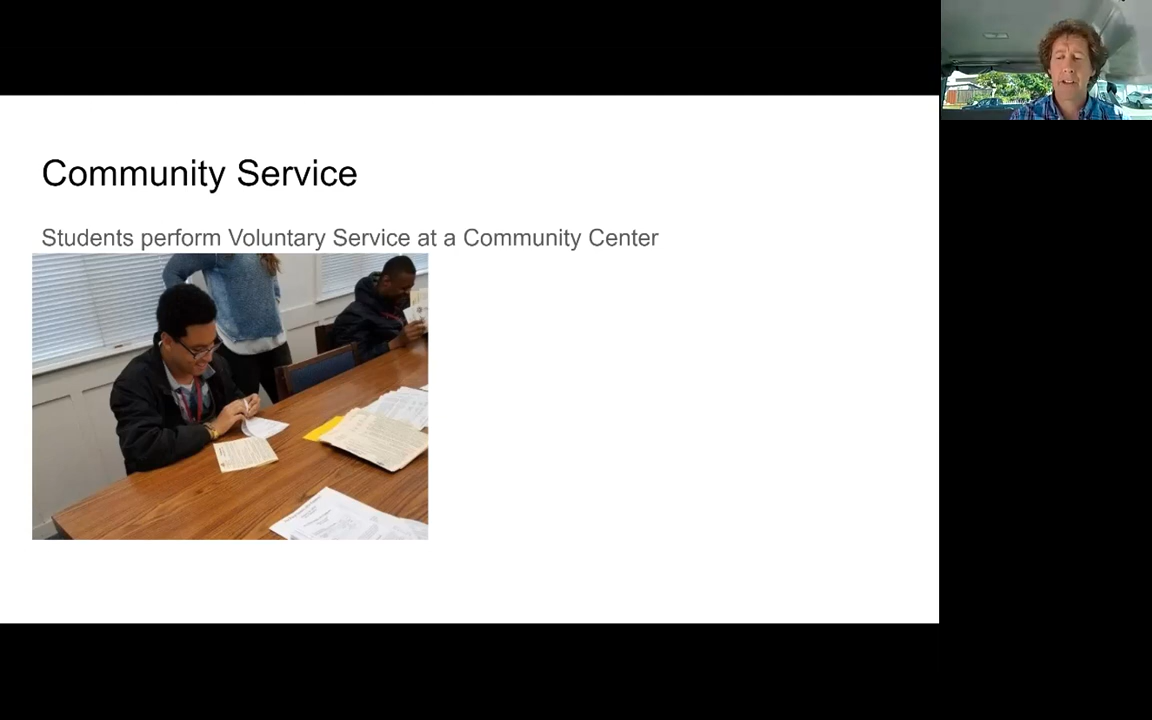 Community Service
Students perform Voluntary Service at a Community Center